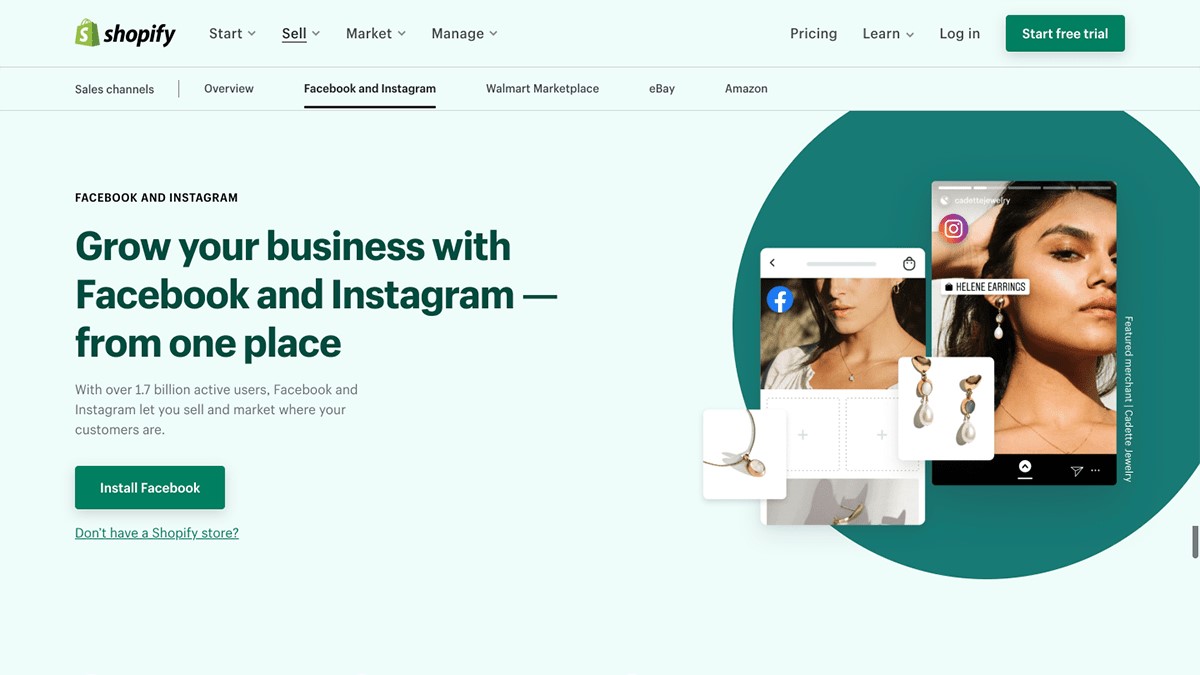 shopify
Start
Sell
Market
Manage
Pricing
Learn
Log in
Start free trial
Sales channels
Overview
Facebook and Instagram
Walmart Marketplace
eBay
Amazon
FACEBOOK AND INSTAGRAM
Grow your business with
Facebook and Instagram —
from one place
With over 1.7 billion active users, Facebook and
Instagram let you sell and market where your
customers are.
Install Facebook
Don't have a Shopify store?
cadettejewelry
HELENE EARRINGS
Featured merchant | Cadette Jewelry